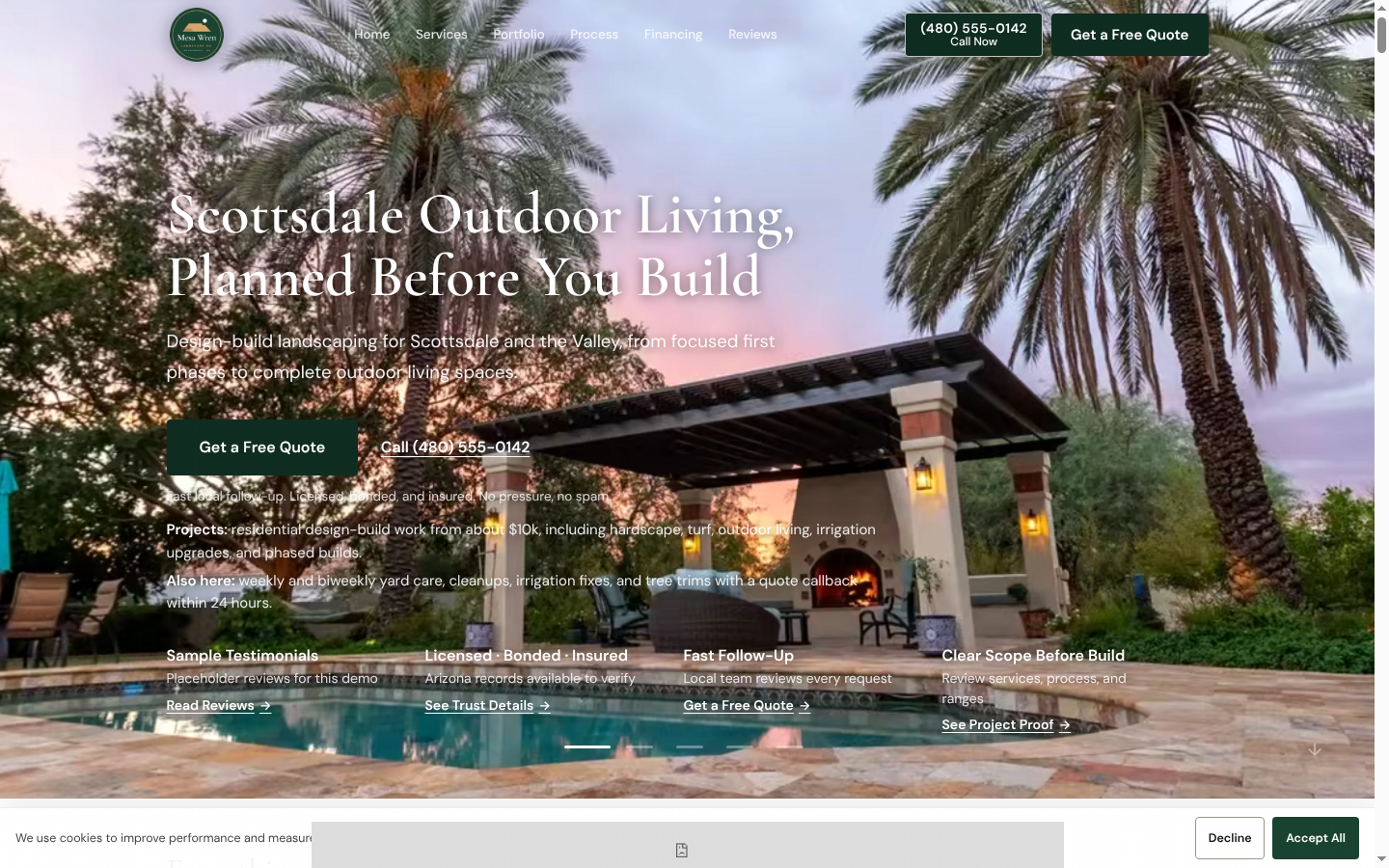 Mesa Wren
Home Services Portfolio Process Financing Reviews
(480) 555-0142
Call Now
Get a Free Quote
Scottsdale Outdoor Living,
Planned Before You Build
Design-build landscaping for Scottsdale and the Valley, from focused first
phases to complete outdoor living spaces.
Get a Free Quote
Call (480) 555-0142
Fast local follow-up. Licensed, bonded, and insured. No pressure, no spam.
Projects: residential design-build work from about $10k, including hardscape, turf, outdoor living, irrigation
upgrades, and phased builds.
Also here: weekly and biweekly yard care, cleanups, irrigation fixes, and tree trims with a quote callback
within 24 hours.
Sample Testimonials
Placeholder reviews for this demo
Read Reviews →
Licensed · Bonded · Insured
Arizona records available to verify
See Trust Details →
Fast Follow-Up
Local team reviews every request
Get a Free Quote →
Clear Scope Before Build
Review services, process, and
ranges
See Project Proof →
We use cookies to improve performance and measure
Decline
Accept All